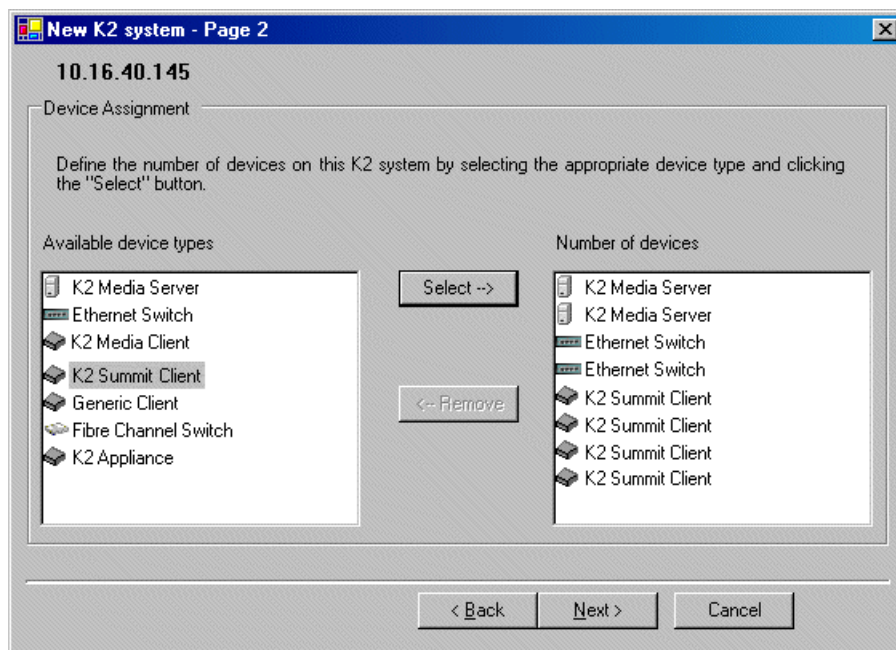 New K2 system - Page 2
10.16.40.145
Device Assignment
Define the number of devices on this K2 system by selecting the appropriate device type and clicking
the "Select" button.
Available device types
K2 Media Server
Ethernet Switch
K2 Media Client
K2 Summit Client
Generic Client
Fibre Channel Switch
K2 Appliance
Select -->
<-- Remove
Number of devices
K2 Media Server
K2 Media Server
Ethernet Switch
Ethernet Switch
K2 Summit Client
K2 Summit Client
K2 Summit Client
K2 Summit Client
< Back
Next >
Cancel